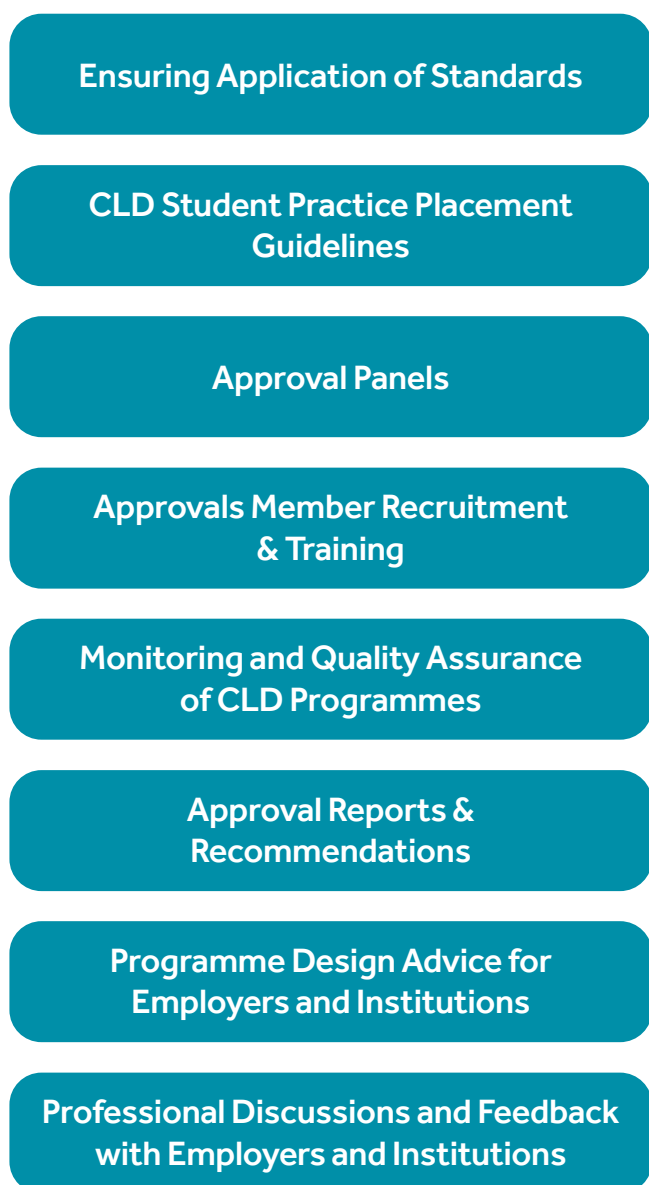 Ensuring Application of Standards
CLD Student Practice Placement
Guidelines
Approval Panels
Approvals Member Recruitment
& Training
Monitoring and Quality Assurance
of CLD Programmes
Approval Reports &
Recommendations
Programme Design Advice for
Employers and Institutions
Professional Discussions and Feedback
with Employers and Institutions